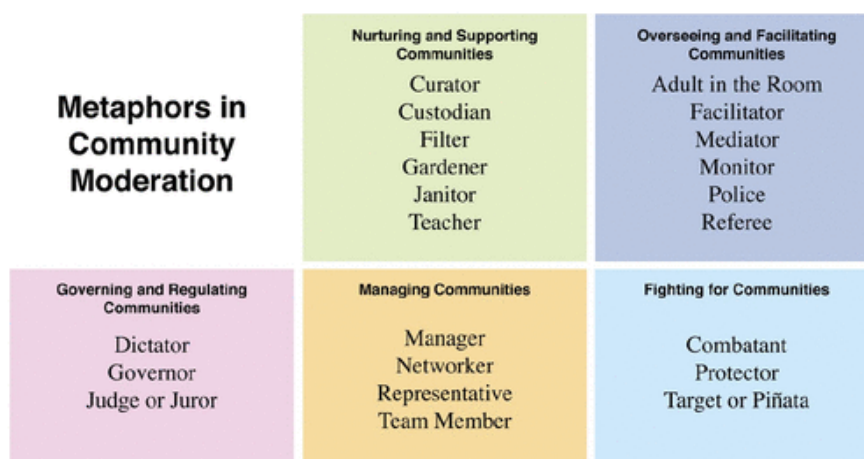 Metaphors in
Community
Moderation
Nurturing and Supporting
Communities
Curator
Custodian
Filter
Gardener
Janitor
Teacher
Overseeing and Facilitating
Communities
Adult in the Room
Facilitator
Mediator
Monitor
Police
Referee
Governing and Regulating
Communities
Dictator
Governor
Judge or Juror
Managing Communities
Manager
Networker
Representative
Team Member
Fighting for Communities
Combatant
Protector
Target or Piñata